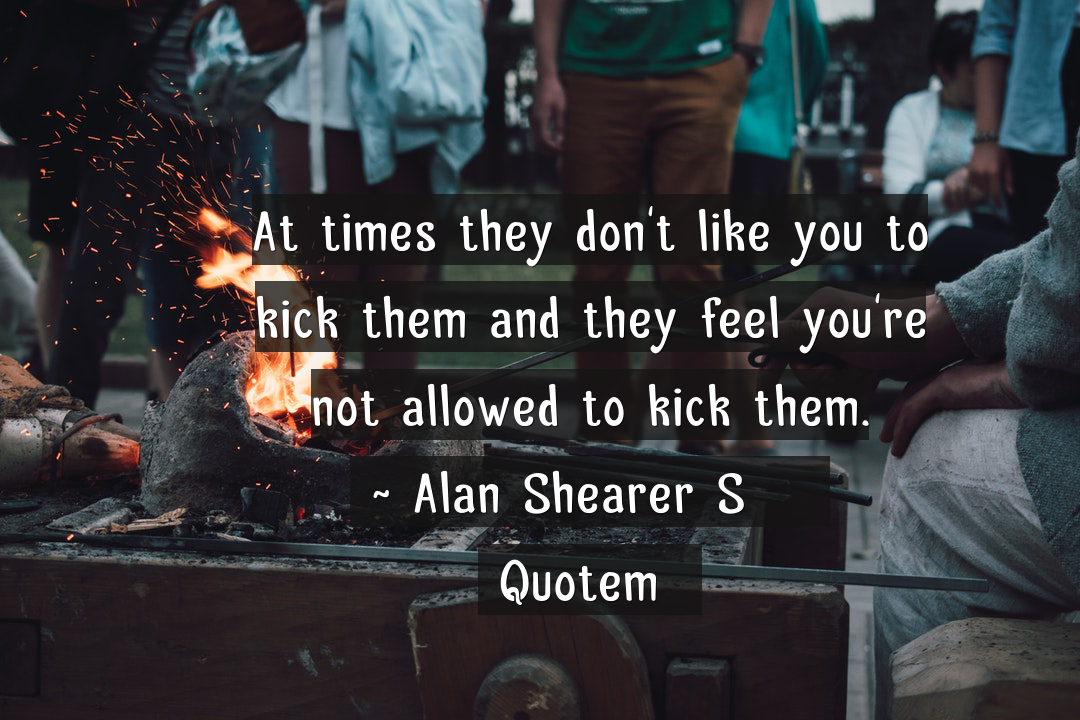 At times they don't like you to
kick them and they feel you're
not allowed to kick them.
~ Alan Shearer S
Quotem